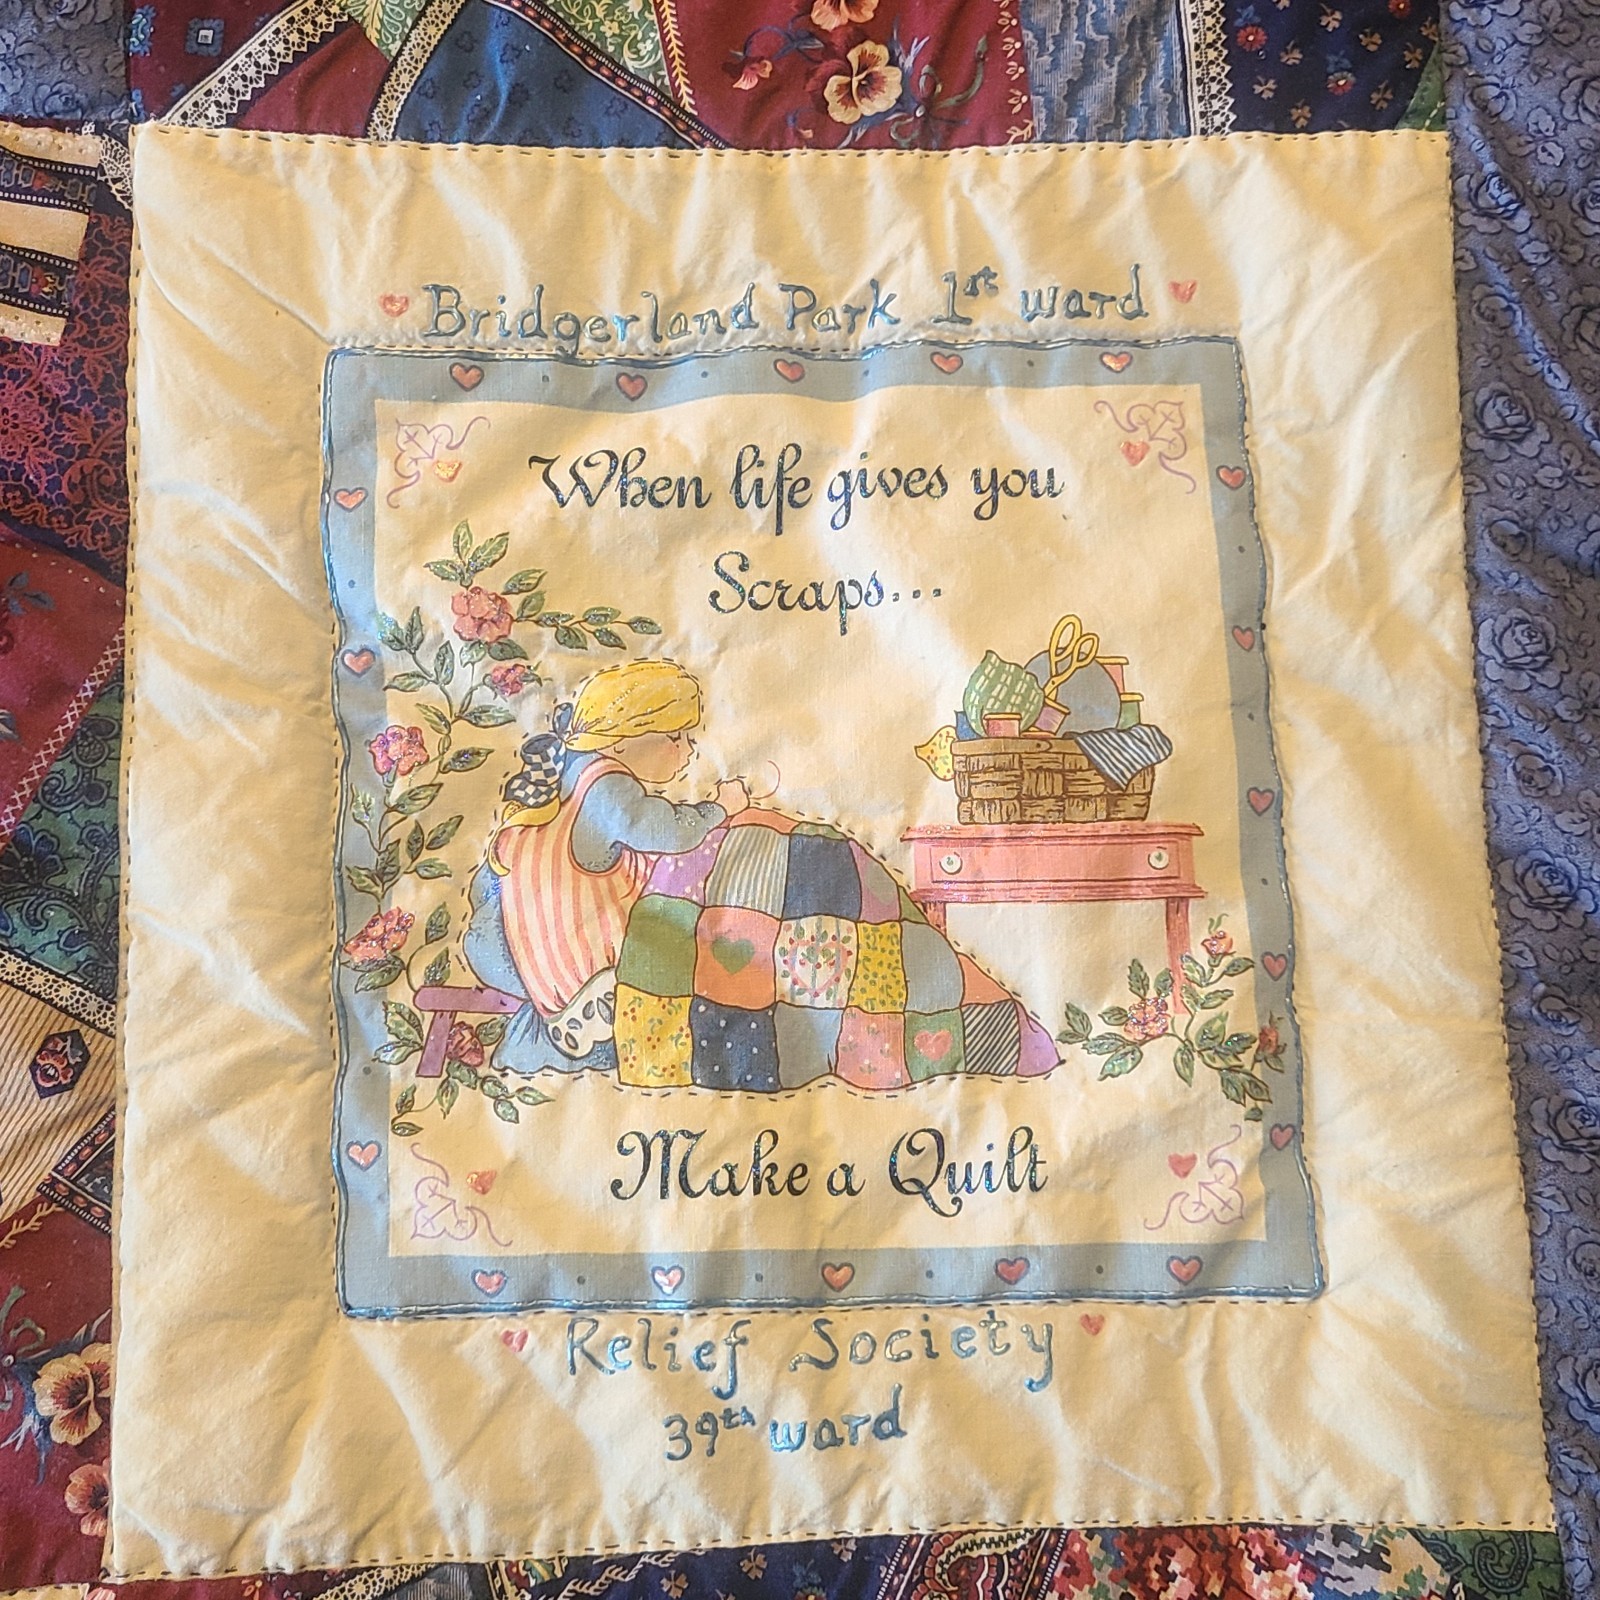 Bridgerland Park 1st ward
When life gives you
Scraps...
Make a Quilt
Relief Society
39th ward